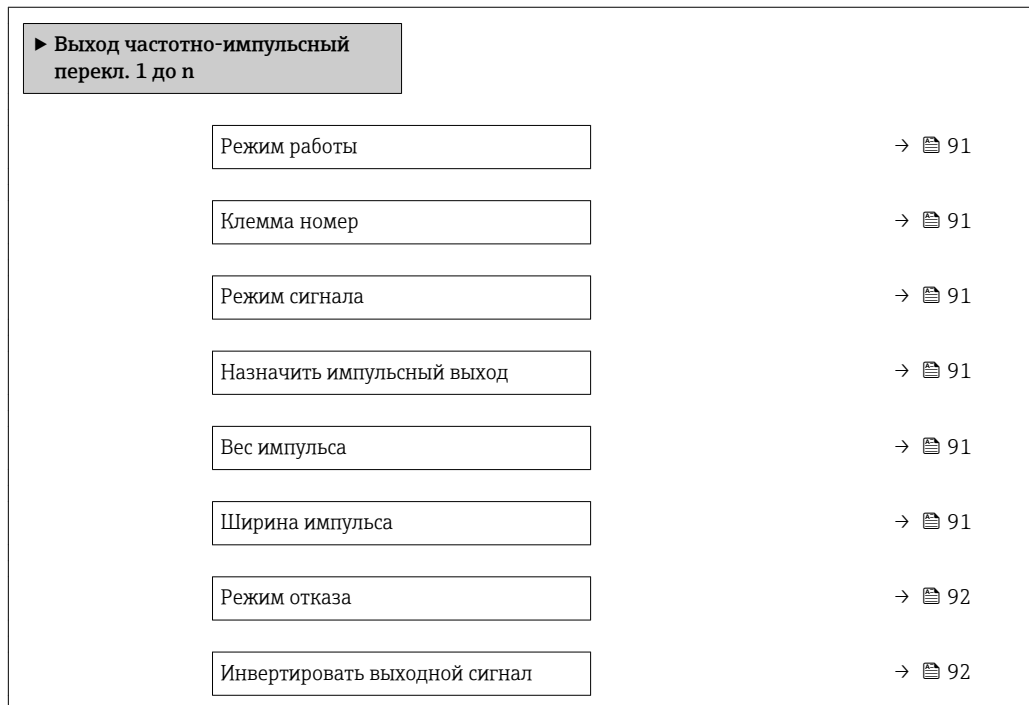 ▶ Выход частотно-импульсный
перекл. 1 до n
Режим работы → 91
Клемма номер → 91
Режим сигнала → 91
Назначить импульсный выход → 91
Вес импульса → 91
Ширина импульса → 91
Режим отказа → 92
Инвертировать выходной сигнал → 92